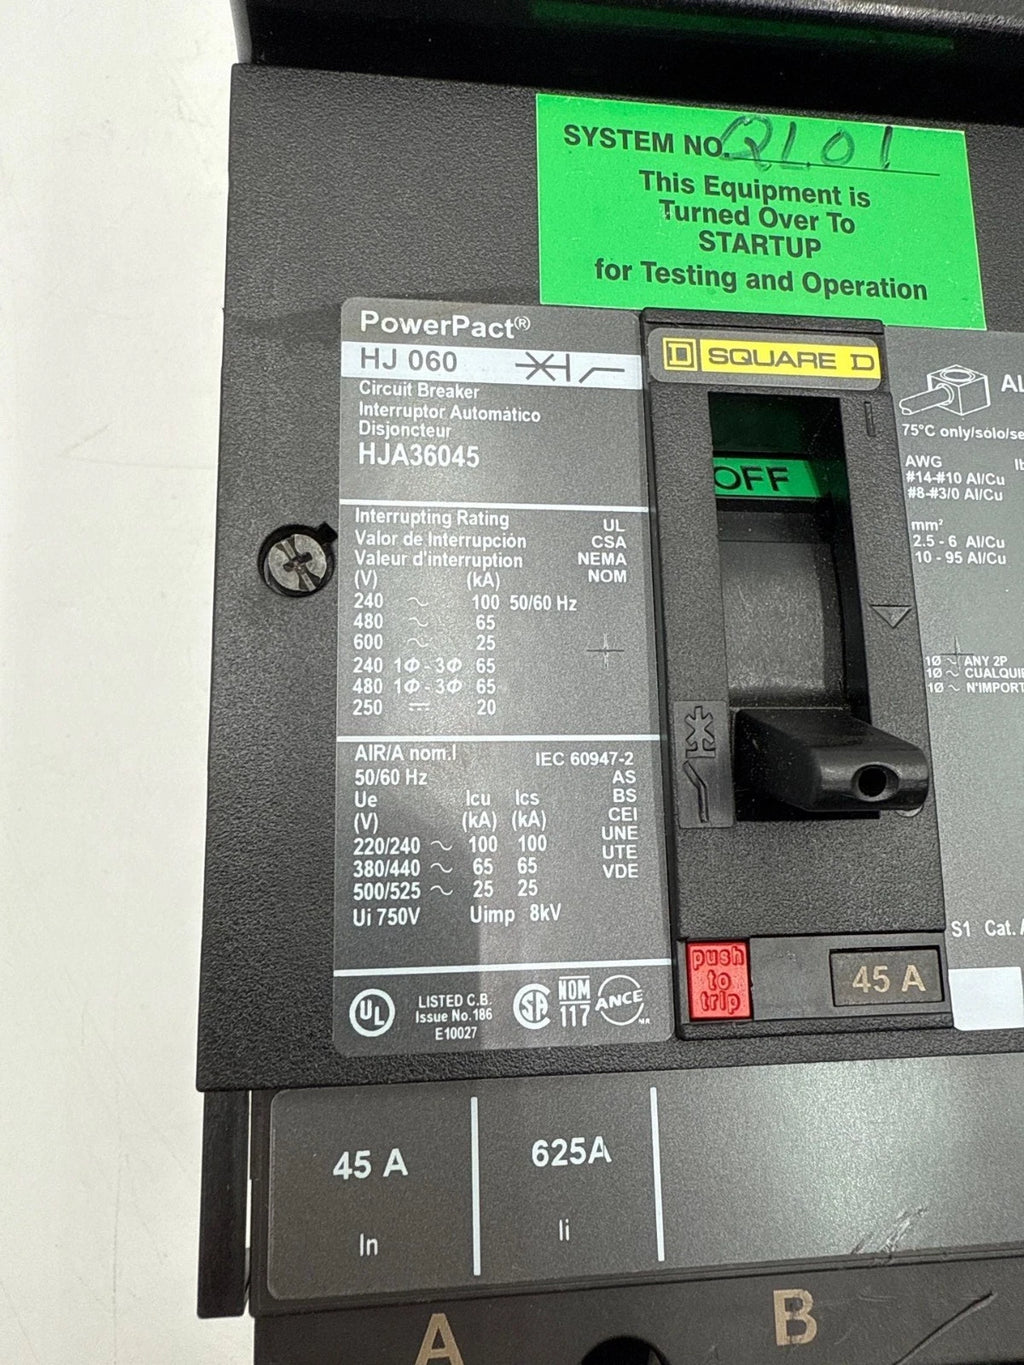 SYSTEM NO. QL01
This Equipment is
Turned Over To
STARTUP
for Testing and Operation
PowerPact®
HJ 060
Circuit Breaker
Interruptor Automático
Disjoncteur
HJA36045
Interrupting Rating UL
Valor de Interrupción CSA
Valeur d'interruption NEMA
(V) (kA) NOM
240 ~ 100 50/60 Hz
480 ~ 65
600 ~ 25
240 1Φ - 3Φ 65
480 1Φ - 3Φ 65
250 ⎓ 20
AIR/A nom.I IEC 60947-2
50/60 Hz AS
Ue Icu Ics BS
(V) (kA) (kA) CEI
UNE
220/240 ~ 100 100 UTE
380/440 ~ 65 65 VDE
500/525 ~ 25 25
Ui 750V Uimp 8kV
UL
LISTED C.B.
Issue No.186
E10027
SA
NOM
117
ANCE
D SQUARE D
OFF
push
to
trip
45 A
75°C only/sólo/se
AWG
#14-#10 Al/Cu
#8-#3/0 Al/Cu
mm²
2.5 - 6 Al/Cu
10 - 95 Al/Cu
1Ø ~ ANY 2P
1Ø ~ CUALQUIE
1Ø ~ N'IMPORT
S1 Cat.
45 A
In
625A
Ii
A
B